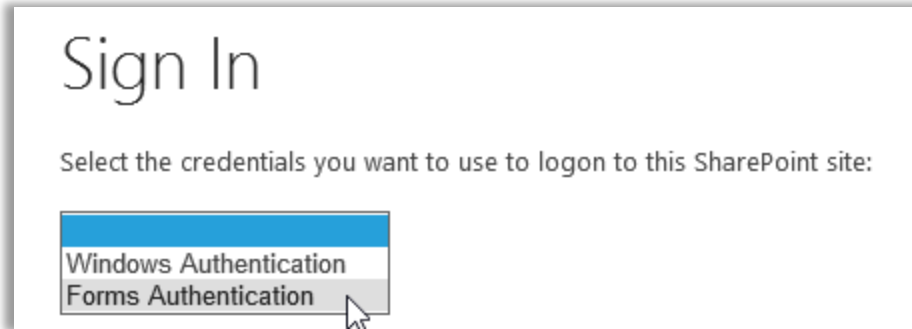 Sign In
Select the credentials you want to use to logon to this SharePoint site:
Windows Authentication
Forms Authentication